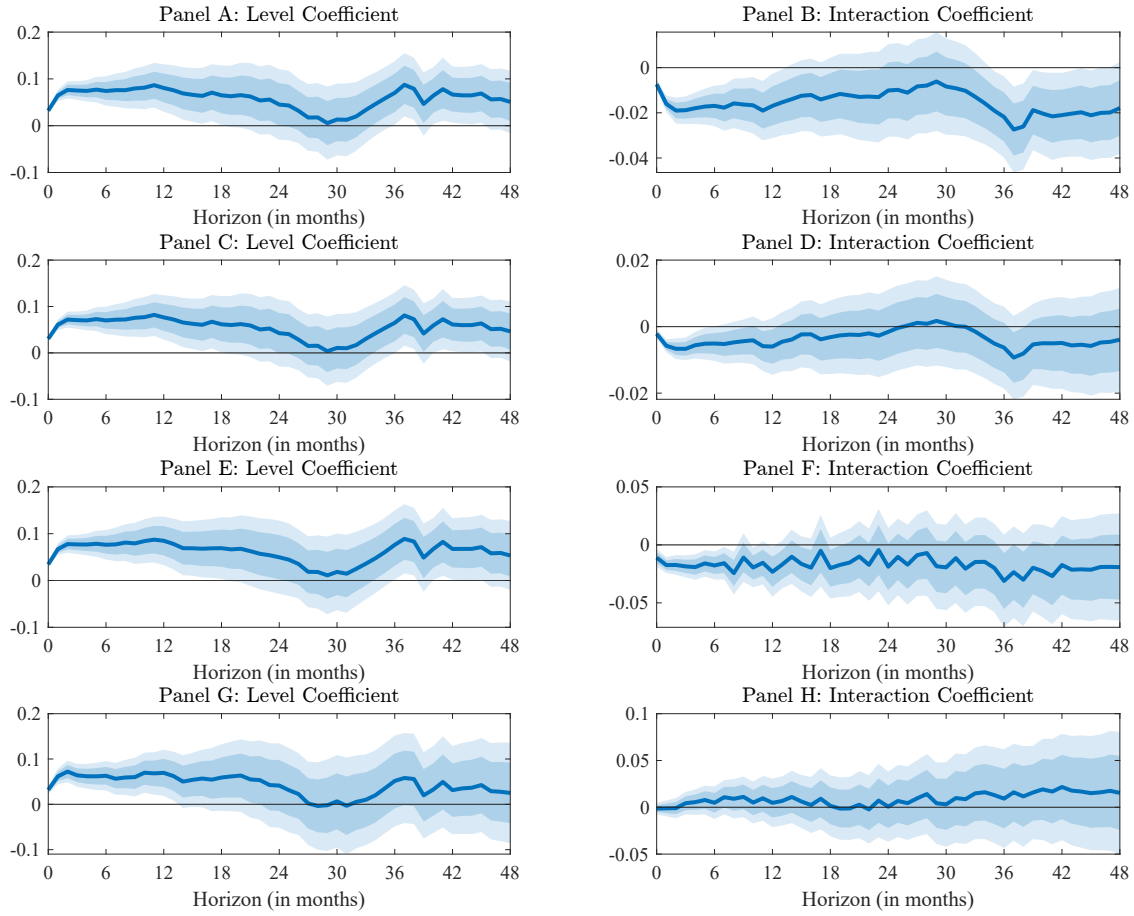 Panel A: Level Coefficient
0.2
0.1
0
-0.1
0 6 12 18 24 30 36 42 48
Horizon (in months)
Panel B: Interaction Coefficient
0
-0.02
-0.04
0 6 12 18 24 30 36 42 48
Horizon (in months)
Panel C: Level Coefficient
0.2
0.1
0
-0.1
0 6 12 18 24 30 36 42 48
Horizon (in months)
Panel D: Interaction Coefficient
0.02
0
-0.02
0 6 12 18 24 30 36 42 48
Horizon (in months)
Panel E: Level Coefficient
0.2
0.1
0
-0.1
0 6 12 18 24 30 36 42 48
Horizon (in months)
Panel F: Interaction Coefficient
0.05
0
-0.05
0 6 12 18 24 30 36 42 48
Horizon (in months)
Panel G: Level Coefficient
0.2
0.1
0
-0.1
0 6 12 18 24 30 36 42 48
Horizon (in months)
Panel H: Interaction Coefficient
0.1
0.05
0
-0.05
0 6 12 18 24 30 36 42 48
Horizon (in months)